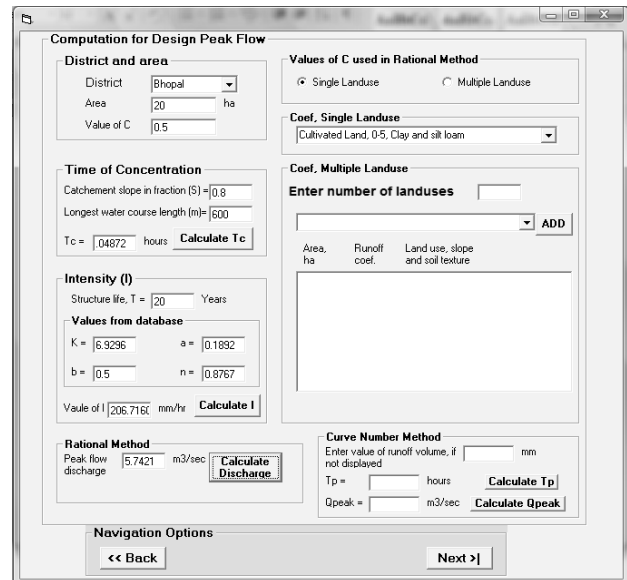 Computation for Design Peak Flow
District and area
District Bhopal
Area 20 ha
Value of C 0.5
Time of Concentration
Catchement slope in fraction (S) = 0.8
Longest water course length (m)= 600
Tc = .04872 hours Calculate Tc
Intensity (I)
Structure life, T = 20 Years
Values from database
K = 6.9296 a = 0.1892
b = 0.5 n = 0.8767
Vaule of I 206.716( mm/hr Calculate I
Rational Method
Peak flow
discharge 5.7421 m3/sec Calculate
Discharge
Values of C used in Rational Method
Single Landuse Multiple Landuse
Coef, Single Landuse
Cultivated Land, 0-5, Clay and silt loam
Coef, Multiple Landuse
Enter number of landuses
ADD
Area, Runoff Land use, slope
ha coef. and soil texture
Curve Number Method
Enter value of runoff volume, if mm
not displayed
Tp = hours Calculate Tp
Qpeak = m3/sec Calculate Qpeak
Navigation Options
<< Back Next >|